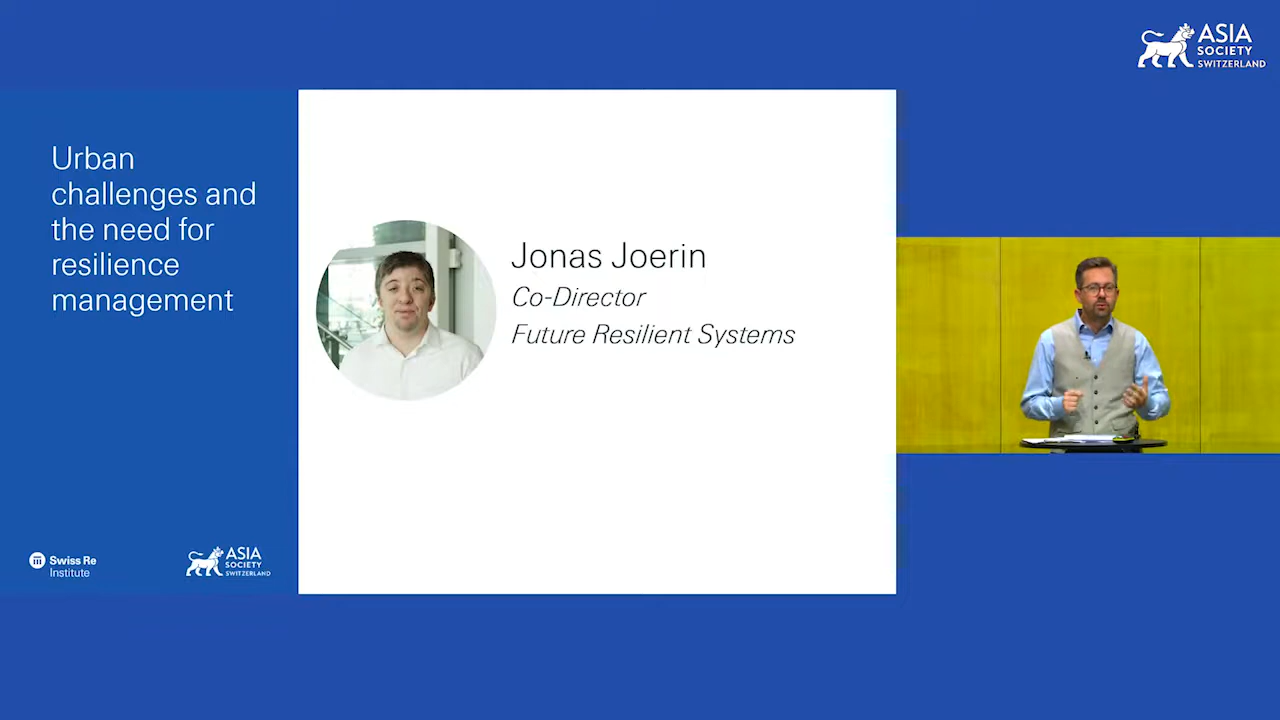 ASIA
SOCIETY
SWITZERLAND
Urban
challenges and
the need for
resilience
management
Jonas Joerin
Co-Director
Future Resilient Systems
Swiss Re
Institute
ASIA
SOCIETY
SWITZERLAND